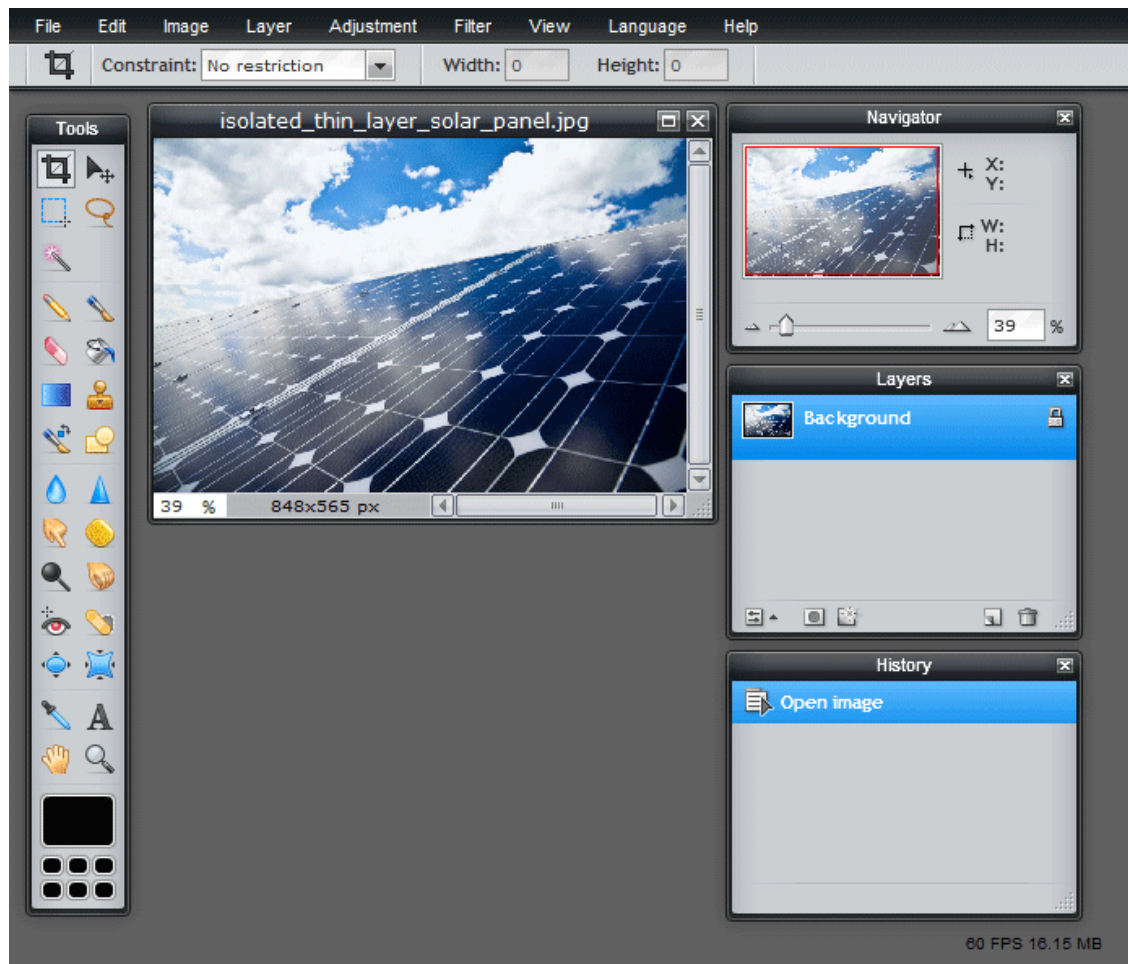 File Edit Image Layer Adjustment Filter View Language Help
Constraint: No restriction Width: 0 Height: 0
Tools
isolated_thin_layer_solar_panel.jpg
39 % 848x565 px
A
Navigator
X:
Y:
W:
H:
39 %
Layers
Background
History
Open image
60 FPS 16.15 MB